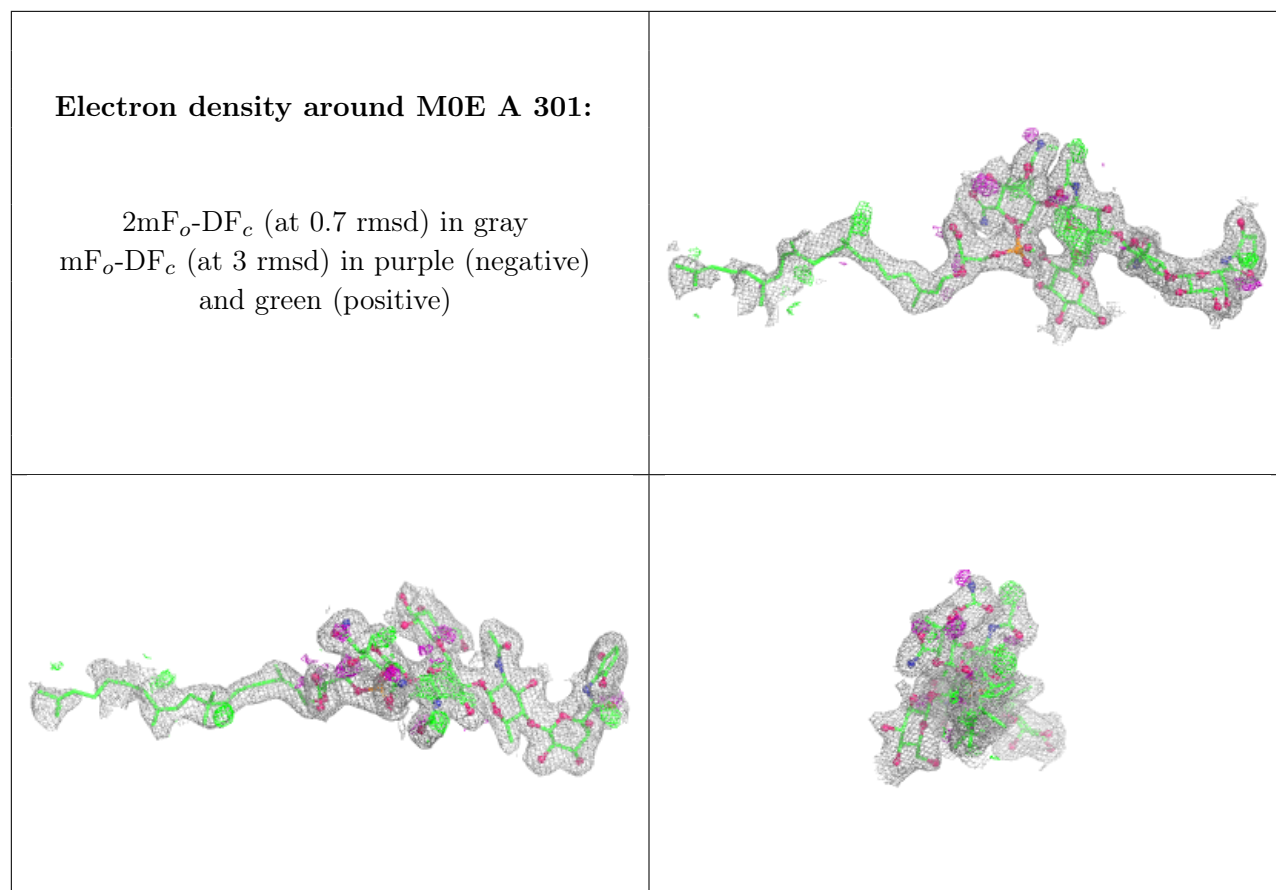 Electron density around M0E A 301:
2mFo-DFc (at 0.7 rmsd) in gray
mFo-DFc (at 3 rmsd) in purple (negative)
and green (positive)